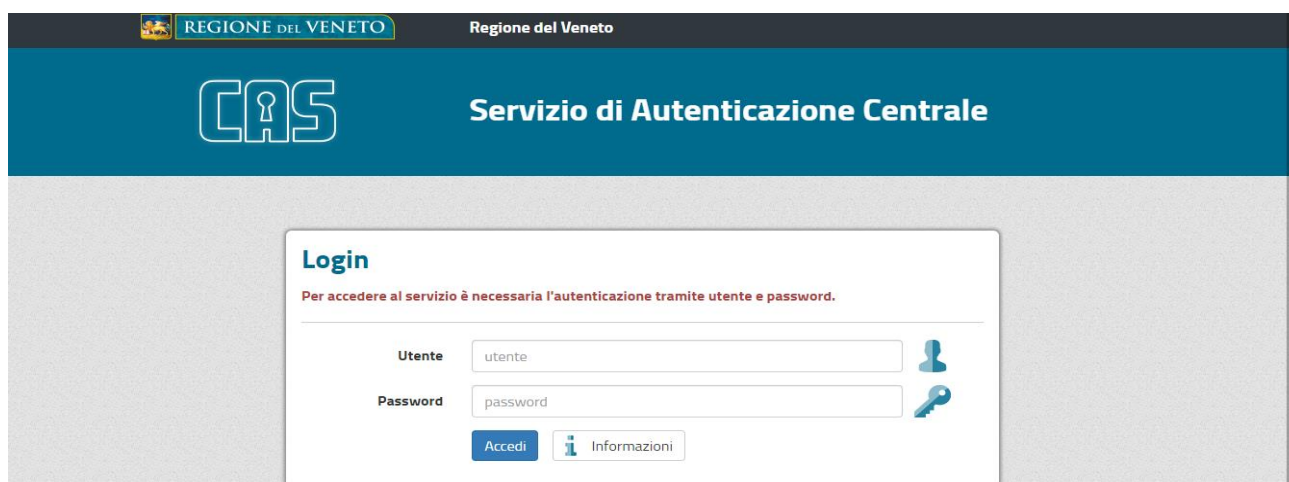 REGIONE DEL VENETO Regione del Veneto
CAS Servizio di Autenticazione Centrale
Login
Per accedere al servizio è necessaria l'autenticazione tramite utente e password.
Utente utente
Password password
Accedi Informazioni